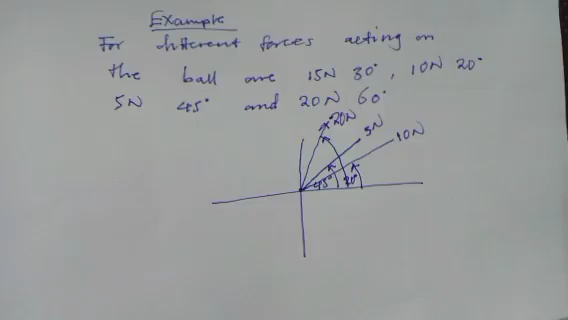 Example
For different forces acting on
the ball are 15N 30°, 10N 20°
5N 45° and 20N 60°
20N
5N
10N
45° 20°